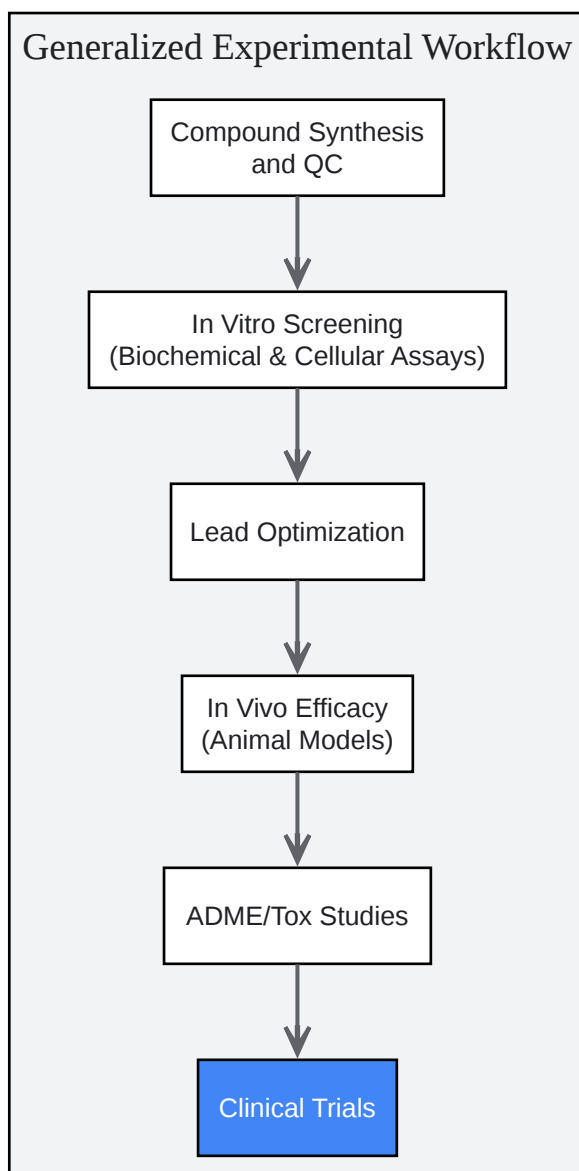 Generalized Experimental Workflow
Compound Synthesis
and QC
In Vitro Screening
(Biochemical & Cellular Assays)
Lead Optimization
In Vivo Efficacy
(Animal Models)
ADME/Tox Studies
Clinical Trials